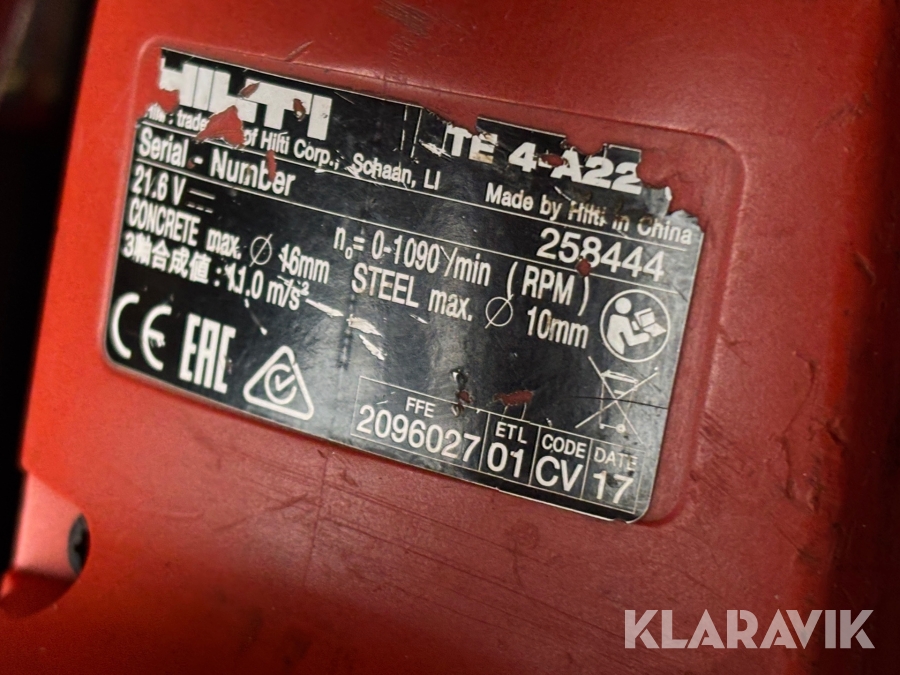 HILTI
TE 4-A22
trade of Hilti Corp., Schaan, LI
Made by Hilti in China
Serial - Number
258444
21.6 V
n₀= 0-1090 /min (RPM)
CONCRETE max. Ø 16mm
STEEL max. Ø 10mm
3軸合成値 : 11.0 m/s²
CE EAC
FFE ETL CODE DATE
2096027 01 CV 17
KLARAVIK